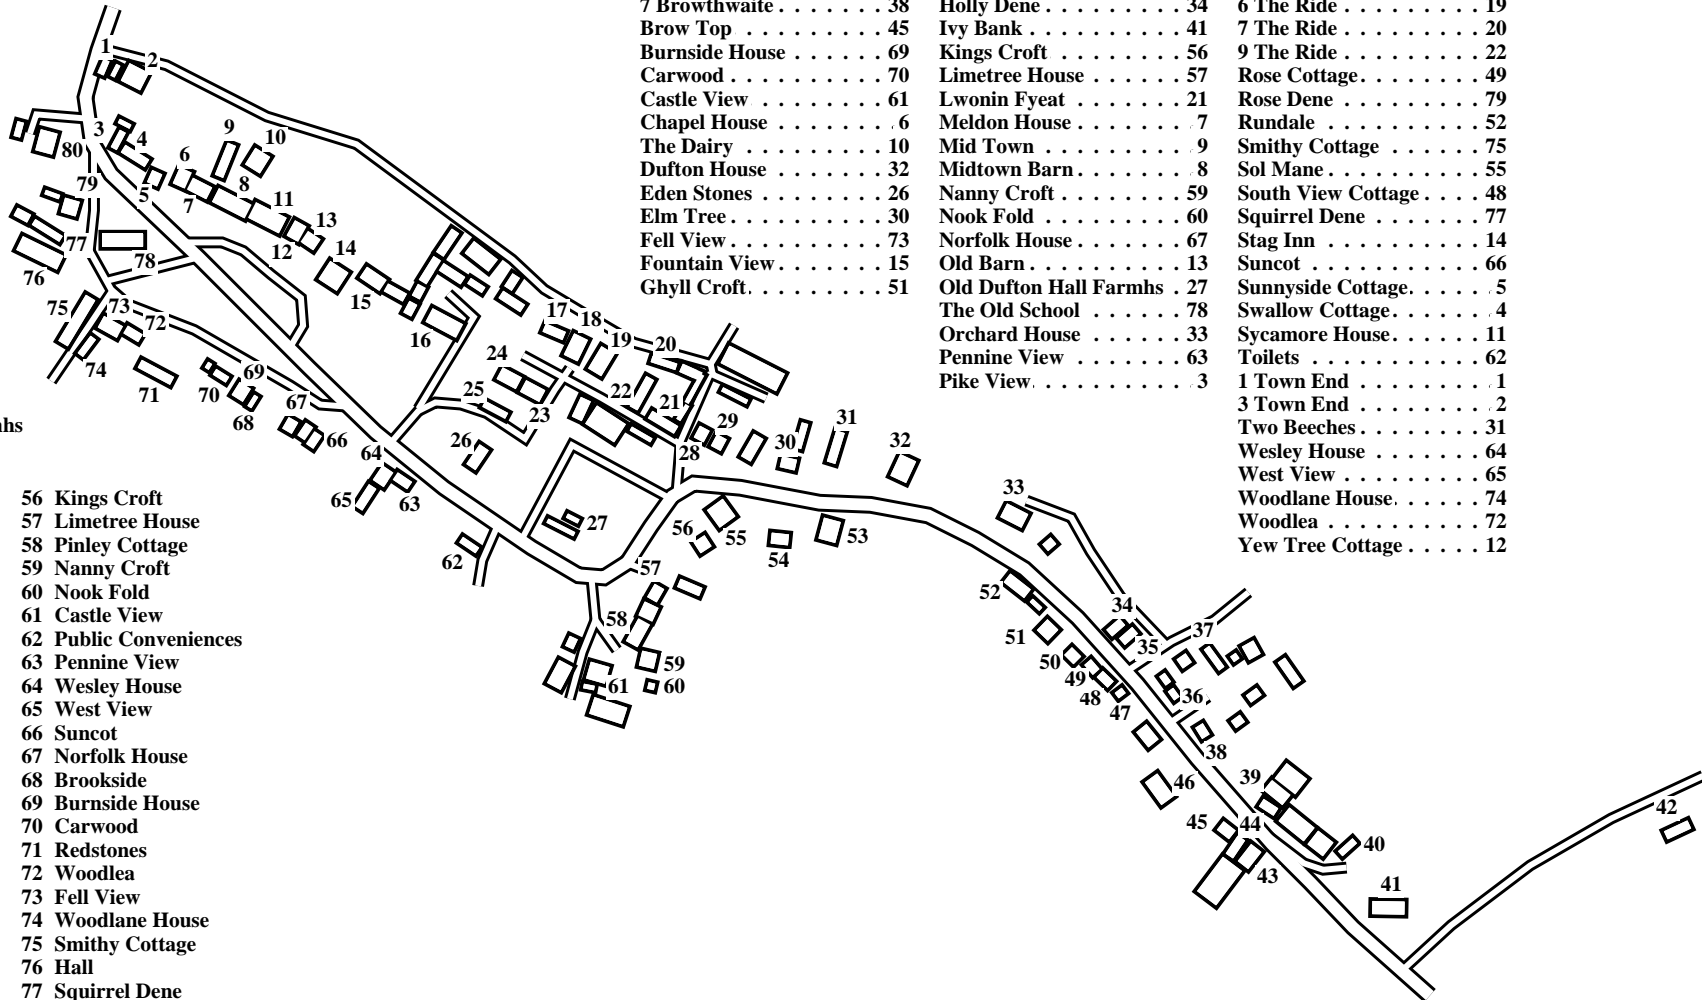 7 Browthwaite . . . . . . . . 38
Brow Top . . . . . . . . . . . 45
Burnside House . . . . . . . 69
Carwood . . . . . . . . . . . 70
Castle View . . . . . . . . . 61
Chapel House . . . . . . . . . 6
The Dairy . . . . . . . . . . 10
Dufton House . . . . . . . . 32
Eden Stones . . . . . . . . . 26
Elm Tree . . . . . . . . . . . 30
Fell View . . . . . . . . . . . 73
Fountain View . . . . . . . . 15
Ghyll Croft . . . . . . . . . . 51
Holly Dene . . . . . . . . . . 34
Ivy Bank . . . . . . . . . . . 41
Kings Croft . . . . . . . . . 56
Limetree House . . . . . . . 57
Lwonin Fyeat . . . . . . . . 21
Meldon House . . . . . . . . . 7
Mid Town . . . . . . . . . . . 9
Midtown Barn . . . . . . . . . 8
Nanny Croft . . . . . . . . . 59
Nook Fold . . . . . . . . . . 60
Norfolk House . . . . . . . . 67
Old Barn . . . . . . . . . . . 13
Old Dufton Hall Farmhs . 27
The Old School . . . . . . . 78
Orchard House . . . . . . . 33
Pennine View . . . . . . . . 63
Pike View . . . . . . . . . . . 3
6 The Ride . . . . . . . . . . 19
7 The Ride . . . . . . . . . . 20
9 The Ride . . . . . . . . . . 22
Rose Cottage . . . . . . . . . 49
Rose Dene . . . . . . . . . . 79
Rundale . . . . . . . . . . . 52
Smithy Cottage . . . . . . . 75
Sol Mane . . . . . . . . . . . 55
South View Cottage . . . . . 48
Squirrel Dene . . . . . . . . 77
Stag Inn . . . . . . . . . . . 14
Suncot . . . . . . . . . . . . 66
Sunnyside Cottage . . . . . . 5
Swallow Cottage . . . . . . . 4
Sycamore House . . . . . . . 11
Toilets . . . . . . . . . . . . 62
1 Town End . . . . . . . . . . 1
3 Town End . . . . . . . . . . 2
Two Beeches . . . . . . . . . 31
Wesley House . . . . . . . . 64
West View . . . . . . . . . . 65
Woodlane House . . . . . . . 74
Woodlea . . . . . . . . . . . 72
Yew Tree Cottage . . . . . 12
1
2
3
4
5
6
7
8
9
10
11
12
13
14
15
16
17
18
19
20
21
22
23
24
25
26
27
28
29
30
31
32
33
34
35
36
37
38
39
40
41
42
43
44
45
46
47
48
49
50
51
52
53
54
55
56
57
58
59
60
61
62
63
64
65
66
67
68
69
70
71
72
73
74
75
76
77
78
79
80
hs
56 Kings Croft
57 Limetree House
58 Pinley Cottage
59 Nanny Croft
60 Nook Fold
61 Castle View
62 Public Conveniences
63 Pennine View
64 Wesley House
65 West View
66 Suncot
67 Norfolk House
68 Brookside
69 Burnside House
70 Carwood
71 Redstones
72 Woodlea
73 Fell View
74 Woodlane House
75 Smithy Cottage
76 Hall
77 Squirrel Dene